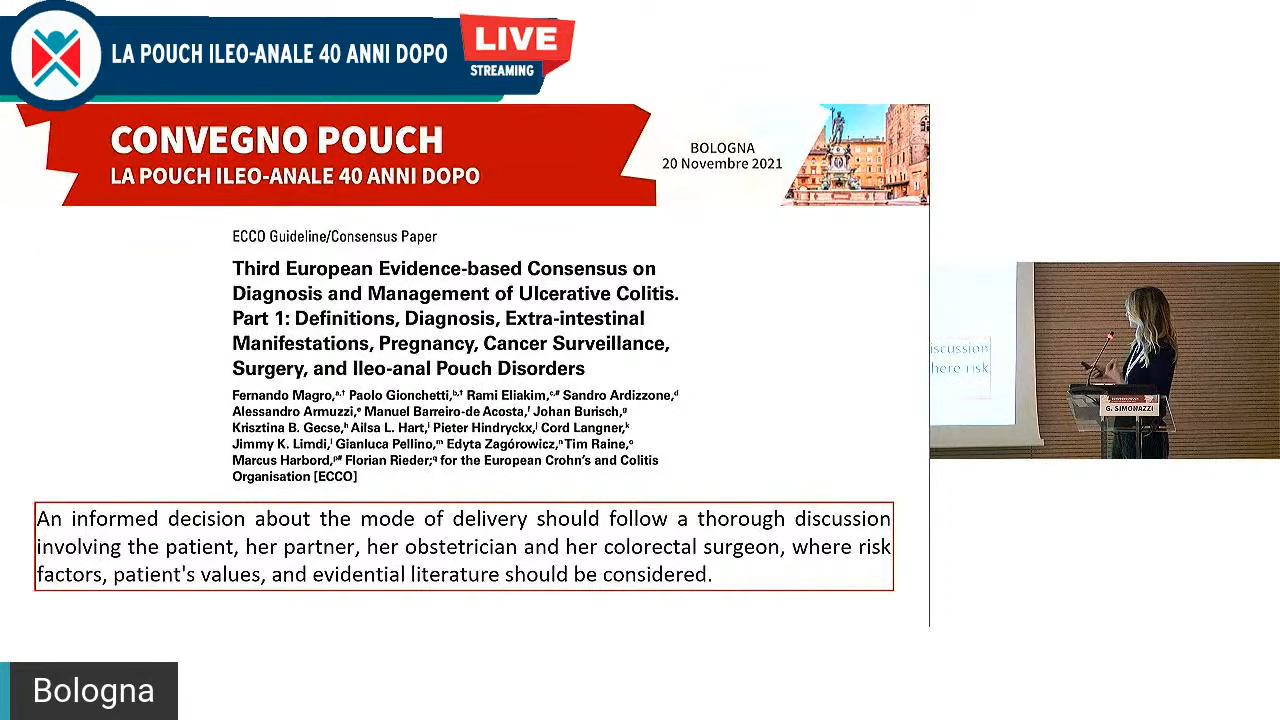 LA POUCH ILEO-ANALE 40 ANNI DOPO
LIVE
STREAMING
CONVEGNO POUCH
LA POUCH ILEO-ANALE 40 ANNI DOPO
BOLOGNA
20 Novembre 2021
ECCO Guideline/Consensus Paper
Third European Evidence-based Consensus on
Diagnosis and Management of Ulcerative Colitis.
Part 1: Definitions, Diagnosis, Extra-intestinal
Manifestations, Pregnancy, Cancer Surveillance,
Surgery, and Ileo-anal Pouch Disorders
Fernando Magro,a,† Paolo Gionchetti,b,† Rami Eliakim,c,# Sandro Ardizzone,d
Alessandro Armuzzi,e Manuel Barreiro-de Acosta,f Johan Burisch,g
Krisztina B. Gecse,h Ailsa L. Hart,i Pieter Hindryckx,j Cord Langner,k
Jimmy K. Limdi,l Gianluca Pellino,m Edyta Zagórowicz,n Tim Raine,o
Marcus Harbord,p# Florian Rieder;q for the European Crohn's and Colitis
Organisation [ECCO]
An informed decision about the mode of delivery should follow a thorough discussion
involving the patient, her partner, her obstetrician and her colorectal surgeon, where risk
factors, patient's values, and evidential literature should be considered.
iscussion
here risk
G. SIMONAZZI
Bologna